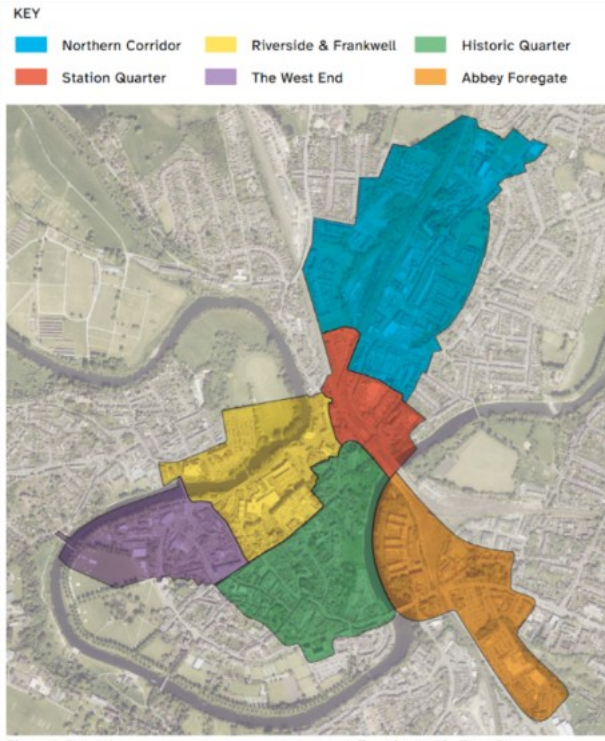 KEY
Northern Corridor Riverside & Frankwell Historic Quarter
Station Quarter The West End Abbey Foregate